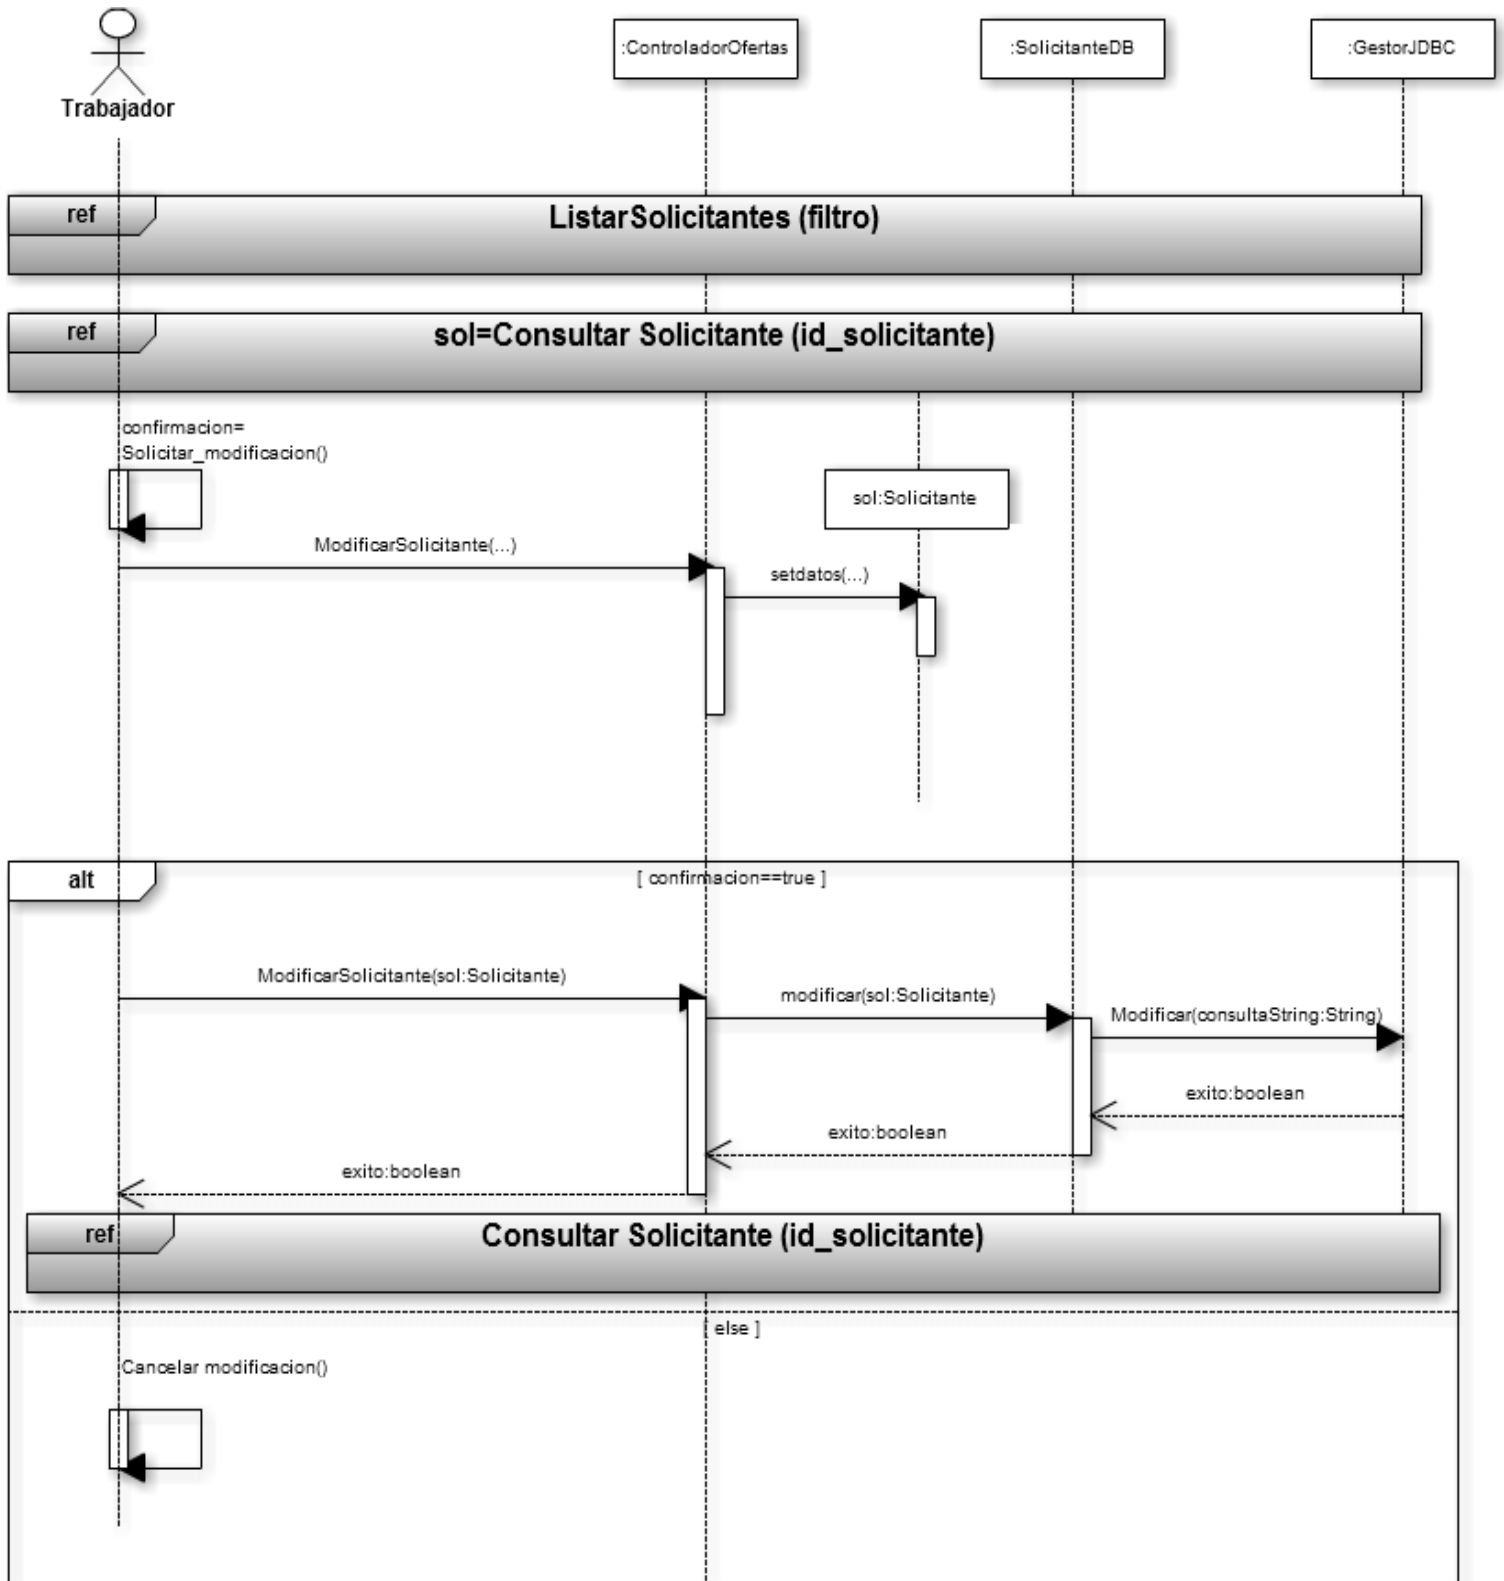 :ControladorOfertas
:SolicitanteDB
:GestorJDBC
Trabajador
ref
ListarSolicitantes (filtro)
ref
sol=Consultar Solicitante (id_solicitante)
confirmacion=
Solicitar_modificacion()
sol:Solicitante
ModificarSolicitante(...)
setdatos(...)
alt
[ confirmacion==true ]
ModificarSolicitante(sol:Solicitante)
modificar(sol:Solicitante)
Modificar(consultaString:String)
exito:boolean
exito:boolean
exito:boolean
ref
Consultar Solicitante (id_solicitante)
[ else ]
Cancelar modificacion()